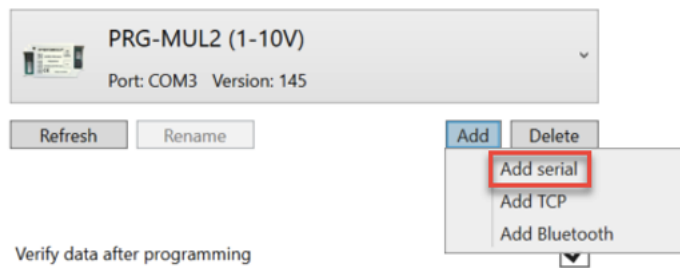 PRG-MUL2 (1-10V)
Port: COM3 Version: 145
Refresh Rename Add Delete
Add serial
Add TCP
Add Bluetooth
Verify data after programming